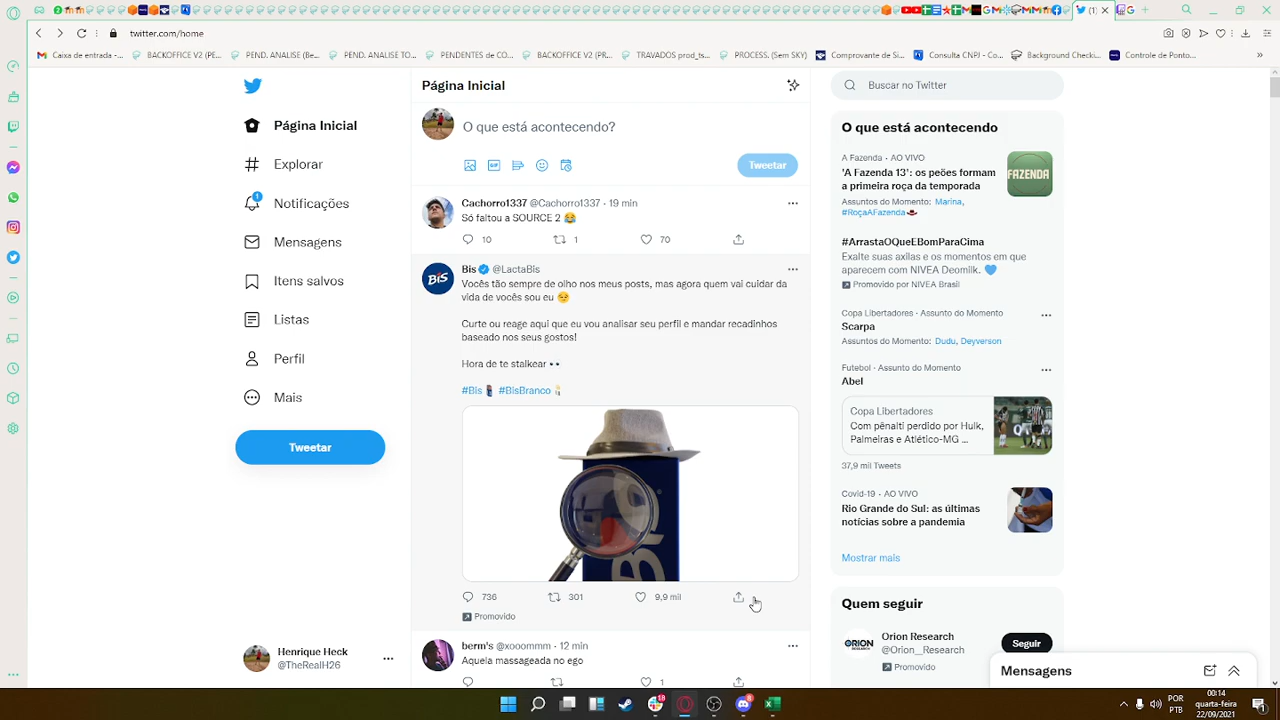 twitter.com/home
Caixa de entrada -...
BACKOFFICE V2 (Be...
PEND. ANALISE (Be...
PEND. ANALISE TO...
PENDENTES de CO...
BACKOFFICE V2 (PR...
TRAVADOS prod_ts...
PROCESS. (Sem SKY)
Comprovante de Si...
Consulta CNPJ - Co...
Background Checki...
Controle de Ponto...
Página Inicial
Explorar
Notificações
1
Mensagens
Itens salvos
Listas
Perfil
Mais
Tweetar
Henrique Heck
@TheRealH26
Página Inicial
O que está acontecendo?
Tweetar
Cachorro1337 @Cachorro1337 · 19 min
Só faltou a SOURCE 2 😂
10 1 70
Bis @LactaBis
Vocês tão sempre de olho nos meus posts, mas agora quem vai cuidar da
vida de vocês sou eu 😏
Curte ou reage aqui que eu vou analisar seu perfil e mandar recadinhos
baseado nos seus gostos!
Hora de te stalkear 👀
#Bis #BisBranco
736 301 9,9 mil
Promovido
berm's @xooommm · 12 min
Aquela massageada no ego
1
Buscar no Twitter
O que está acontecendo
A Fazenda · AO VIVO
'A Fazenda 13': os peões formam
a primeira roça da temporada
Assuntos do Momento: Marina,
#RoçaAFazenda
FAZENDA
#ArrastaOQueEBomParaCima
Exalte suas axilas e os momentos em que
aparecem com NIVEA Deomilk. 💙
Promovido por NIVEA Brasil
Copa Libertadores · Assunto do Momento
Scarpa
Assuntos do Momento: Dudu, Deyverson
Futebol · Assunto do Momento
Abel
Copa Libertadores
Com pênalti perdido por Hulk,
Palmeiras e Atlético-MG ...
37,9 mil Tweets
Covid-19 · AO VIVO
Rio Grande do Sul: as últimas
notícias sobre a pandemia
Mostrar mais
Quem seguir
ORION
Orion Research
@Orion__Research
Promovido
Seguir
Mensagens
POR
PTB
00:14
quarta-feira
22/09/2021